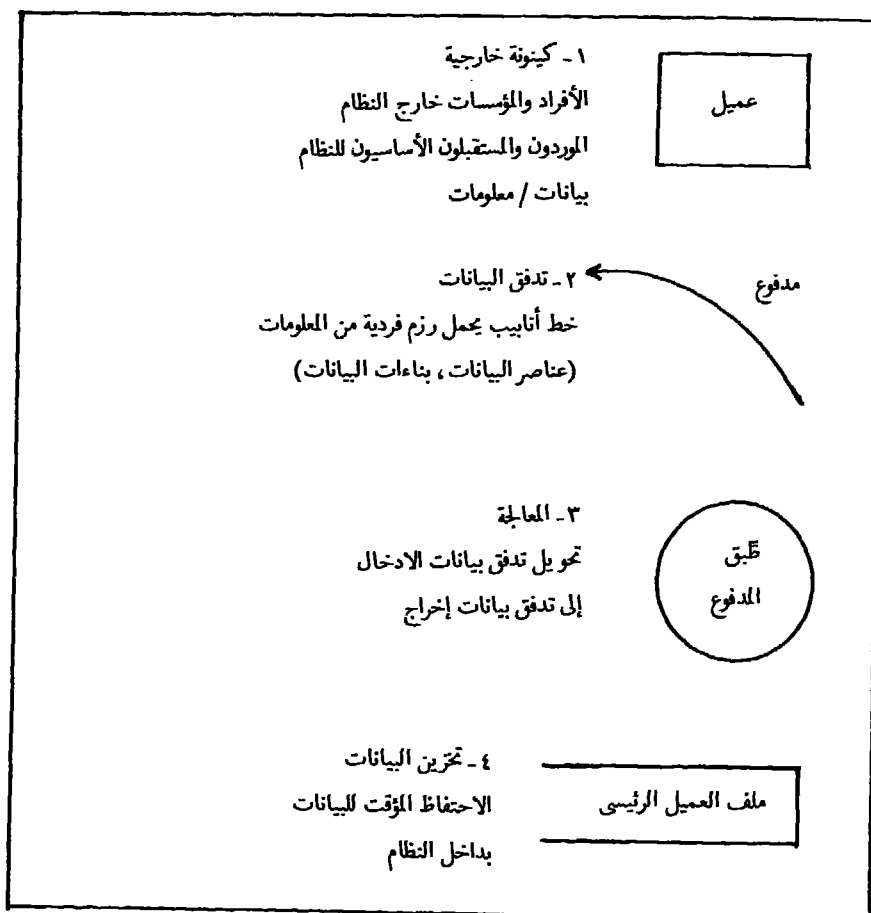 ١ - كينونة خارجية
الأفراد والمؤسسات خارج النظام
الموردون والمستقبلون الأساسيون للنظام
بيانات / معلومات
عميل
٢ - تدفق البيانات
خط أنابيب يحمل رزم فردية من المعلومات
(عناصر البيانات ، بناءات البيانات)
مدفوع
٣ - المعالجة
تحويل تدفق بيانات الادخال
إلى تدفق بيانات إخراج
طَّبق
المدفوع
٤ - تخزين البيانات
الاحتفاظ المؤقت للبيانات
بداخل النظام
ملف العميل الرئيسى